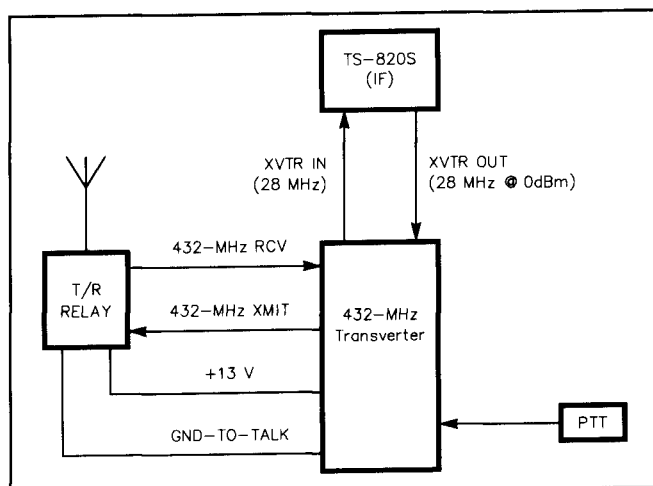 TS-820S
(IF)
XVTR IN
(28 MHz)
XVTR OUT
(28 MHz @ 0dBm)
432-MHz RCV
T/R
RELAY
432-MHz XMIT
432-MHz
Transverter
+13 V
GND-TO-TALK
PTT